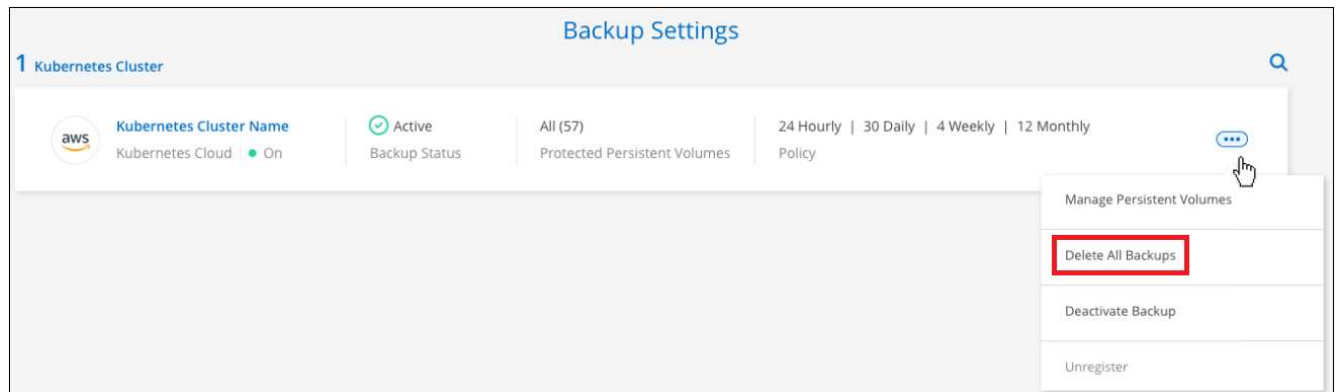 Backup Settings
1 Kubernetes Cluster
aws
Kubernetes Cluster Name
Active
All (57)
24 Hourly | 30 Daily | 4 Weekly | 12 Monthly
Kubernetes Cloud | On
Backup Status
Protected Persistent Volumes
Policy
Manage Persistent Volumes
Delete All Backups
Deactivate Backup
Unregister